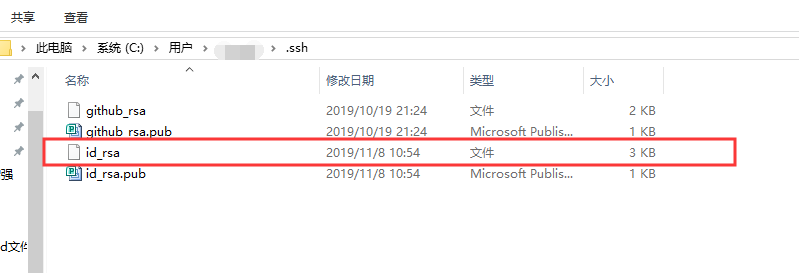 共享 查看
此电脑 系统 (C:) 用户 .ssh
名称 修改日期 类型 大小
github_rsa 2019/10/19 21:24 文件 2 KB
github_rsa.pub 2019/10/19 21:24 Microsoft Publis... 1 KB
id_rsa 2019/11/8 10:54 文件 3 KB
id_rsa.pub 2019/11/8 10:54 Microsoft Publis... 1 KB
强
d文件